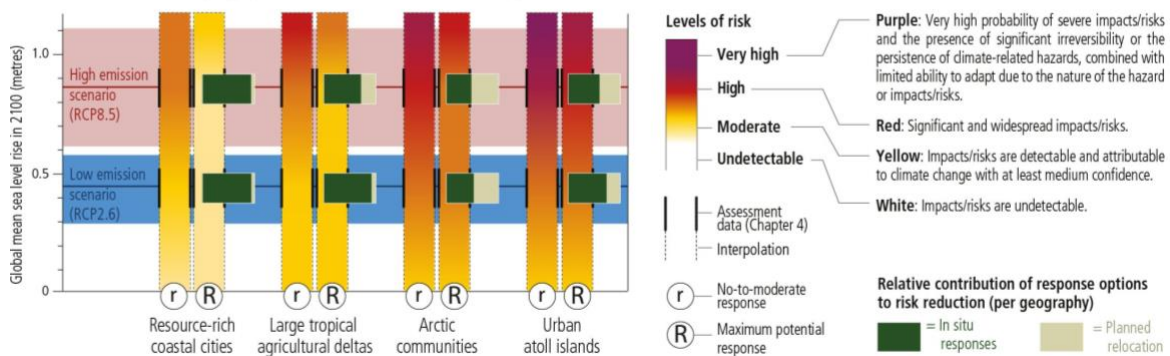 Global mean sea level rise in 2100 (metres)
1.0
0.5
0
High emission
scenario
(RCP8.5)
Low emission
scenario
(RCP2.6)
r
R
r
R
r
R
r
R
Resource-rich
coastal cities
Large tropical
agricultural deltas
Arctic
communities
Urban
atoll islands
Levels of risk
Very high
High
Moderate
Undetectable
Assessment
data (Chapter 4)
Interpolation
r
No-to-moderate
response
R
Maximum potential
response
Purple: Very high probability of severe impacts/risks
and the presence of significant irreversibility or the
persistence of climate-related hazards, combined with
limited ability to adapt due to the nature of the hazard
or impacts/risks.
Red: Significant and widespread impacts/risks.
Yellow: Impacts/risks are detectable and attributable
to climate change with at least medium confidence.
White: Impacts/risks are undetectable.
Relative contribution of response options
to risk reduction (per geography)
= In situ
responses
= Planned
relocation